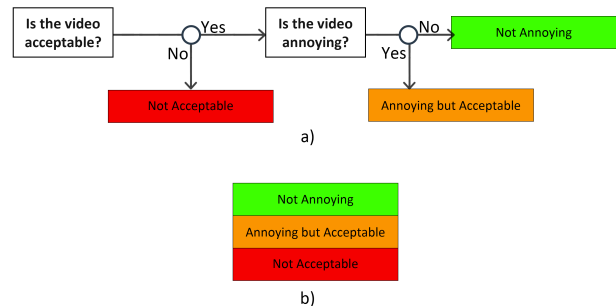 Is the video
acceptable?
Yes
No
Is the video
annoying?
No
Yes
Not Annoying
Not Acceptable
Annoying but Acceptable
a)
Not Annoying
Annoying but Acceptable
Not Acceptable
b)